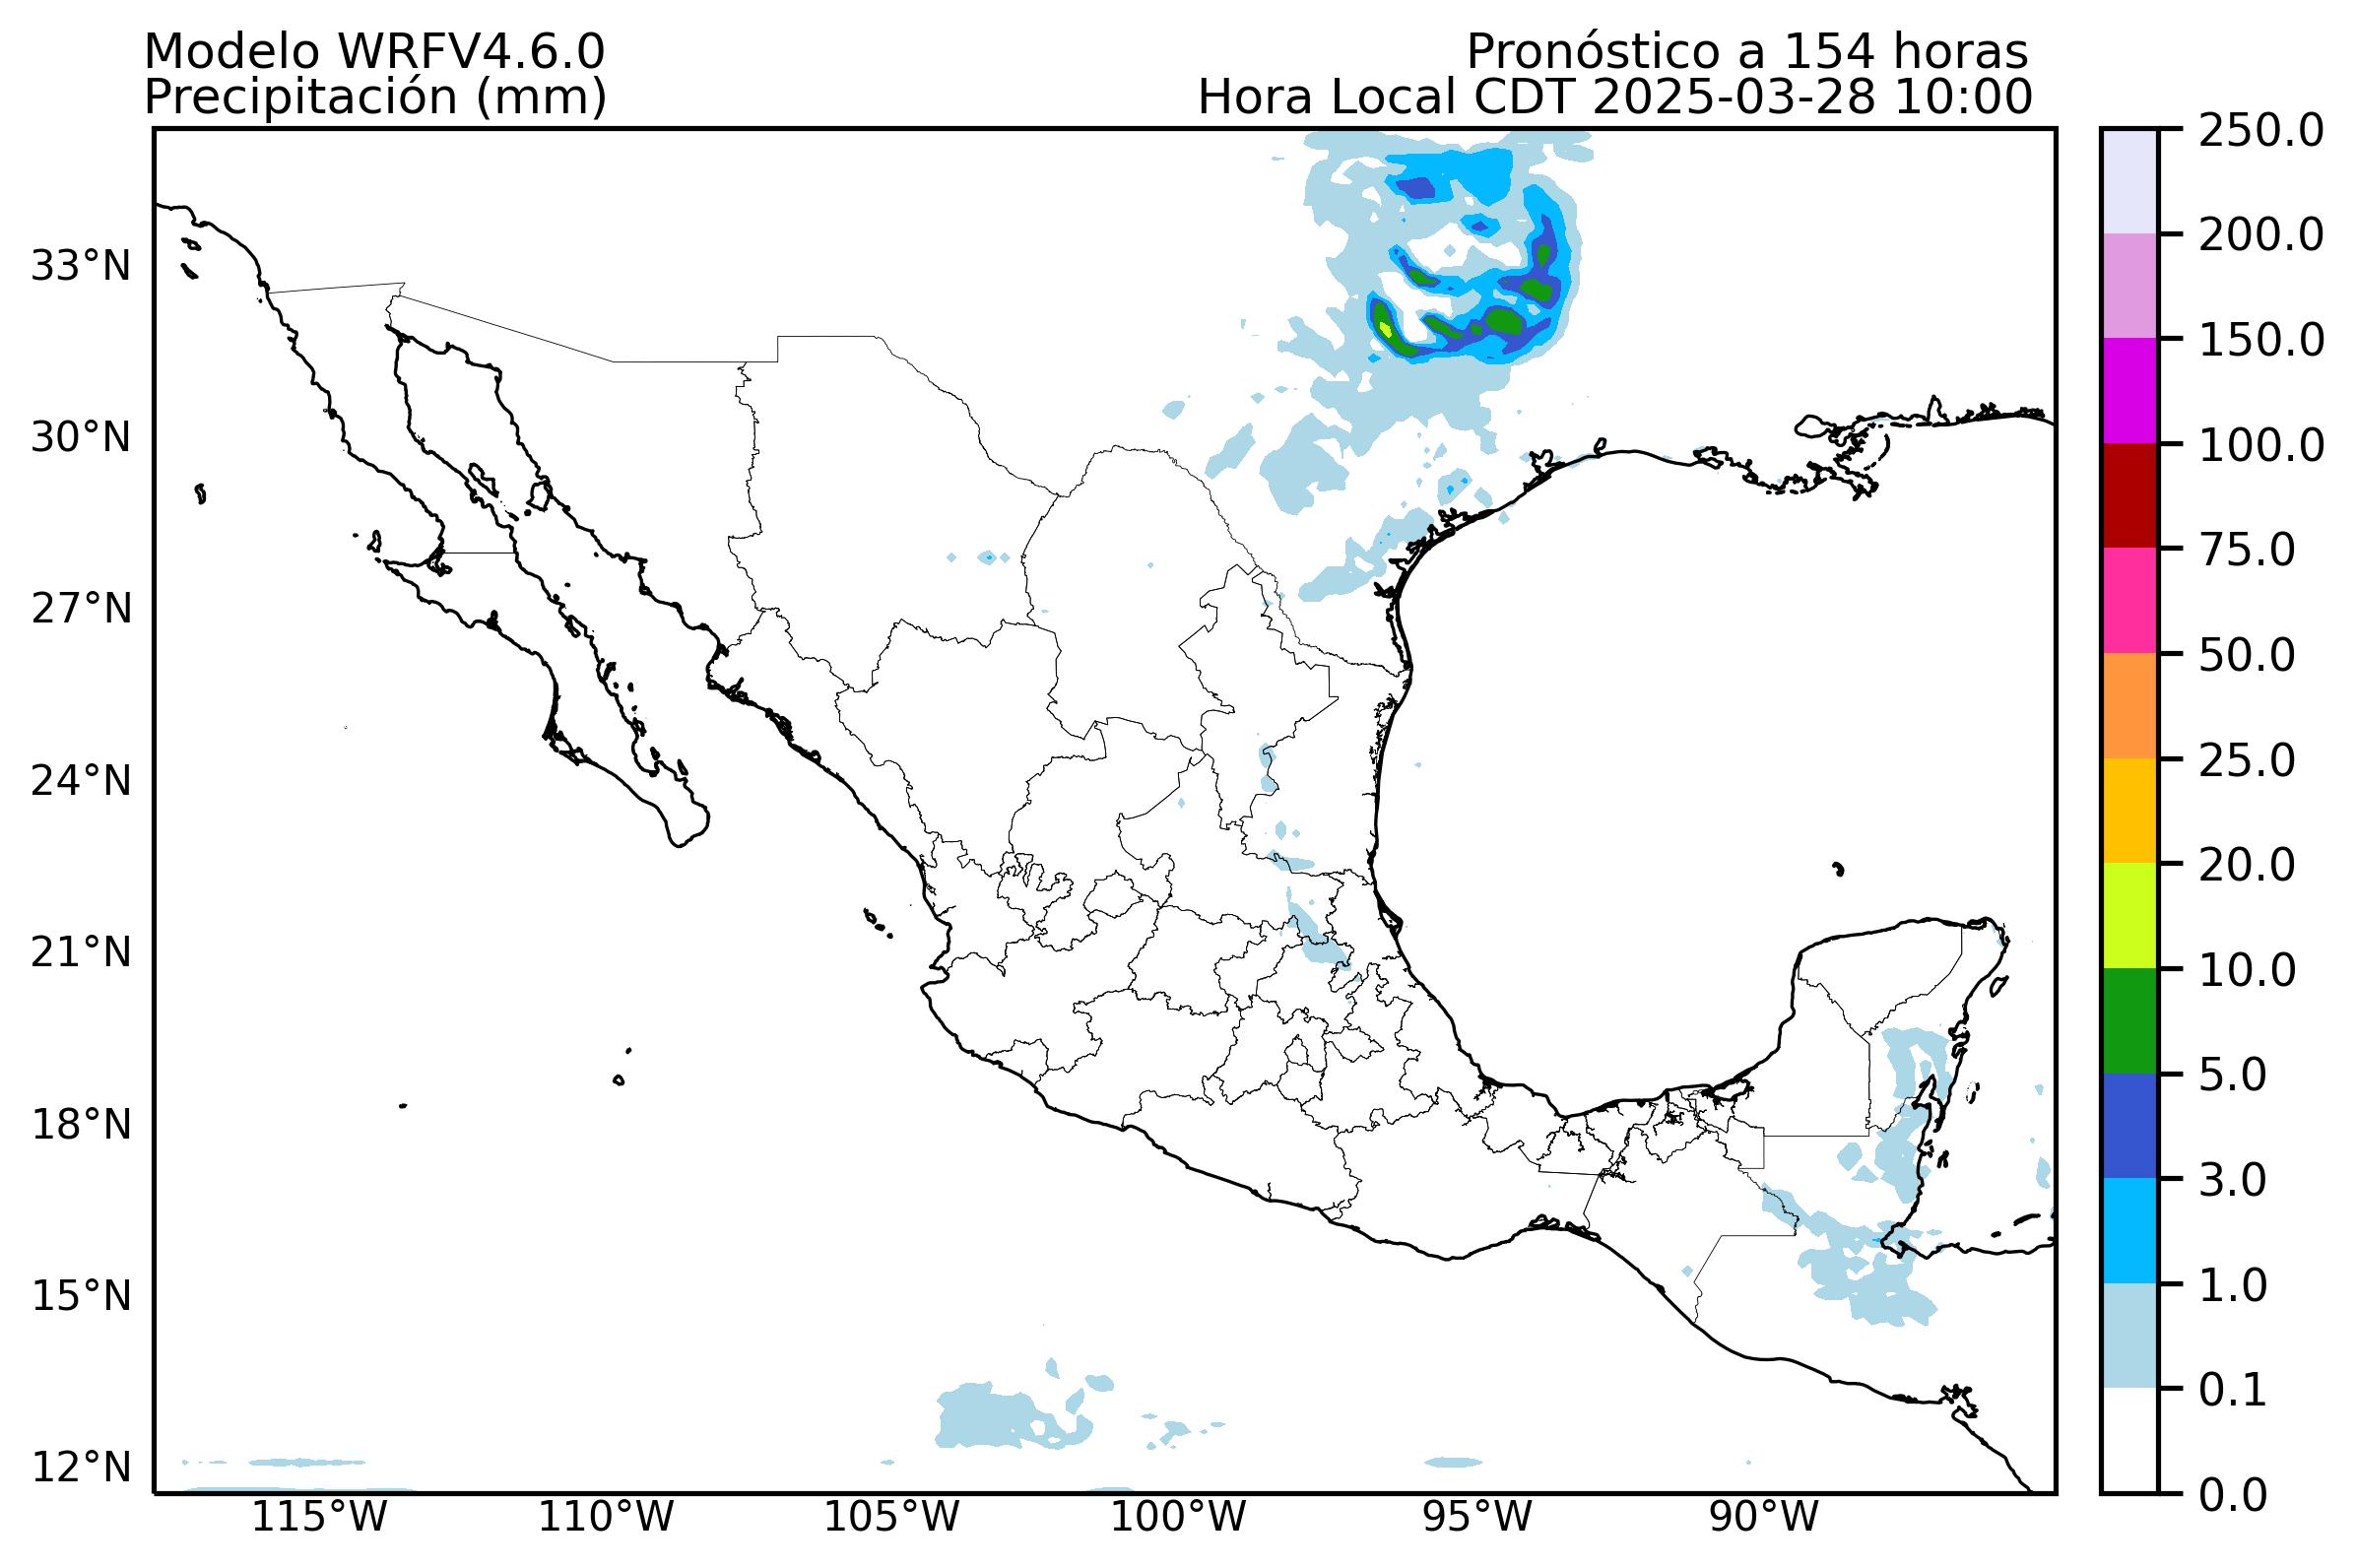 Modelo WRFV4.6.0
Precipitación (mm)
Pronóstico a 154 horas
Hora Local CDT 2025-03-28 10:00
33°N
30°N
27°N
24°N
21°N
18°N
15°N
12°N
115°W
110°W
105°W
100°W
95°W
90°W
250.0
200.0
150.0
100.0
75.0
50.0
25.0
20.0
10.0
5.0
3.0
1.0
0.1
0.0